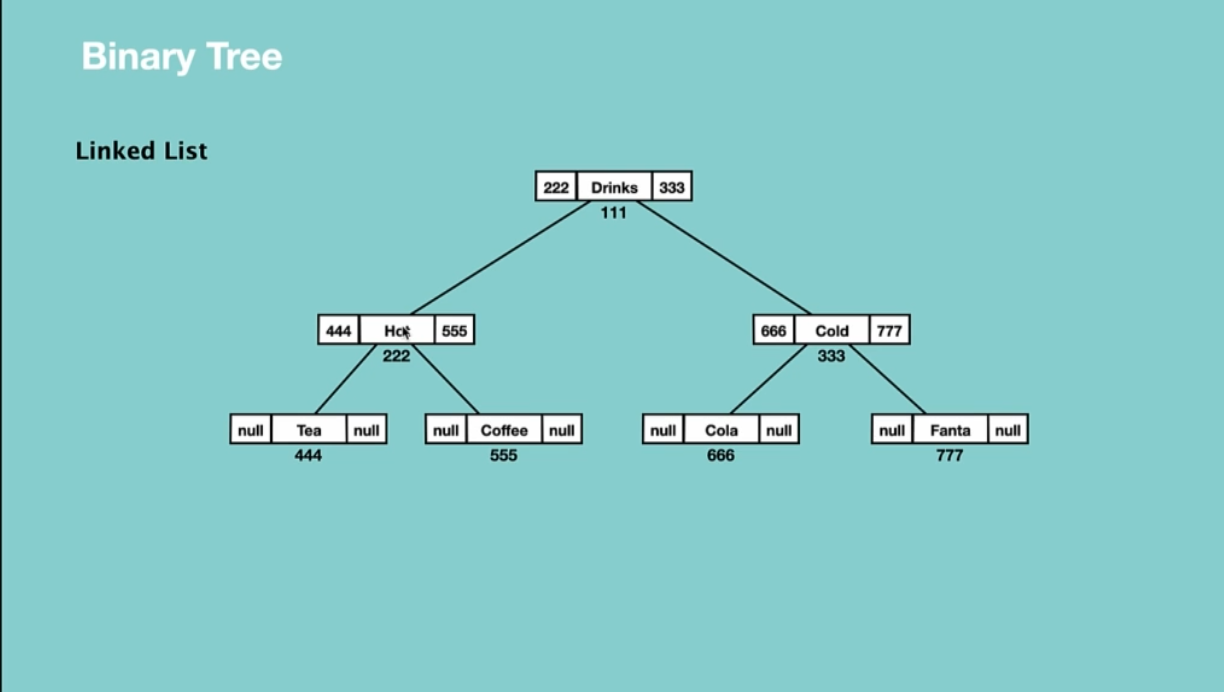 Binary Tree
Linked List
222 Drinks 333
111
444 Hot 555
222
666 Cold 777
333
null Tea null
444
null Coffee null
555
null Cola null
666
null Fanta null
777